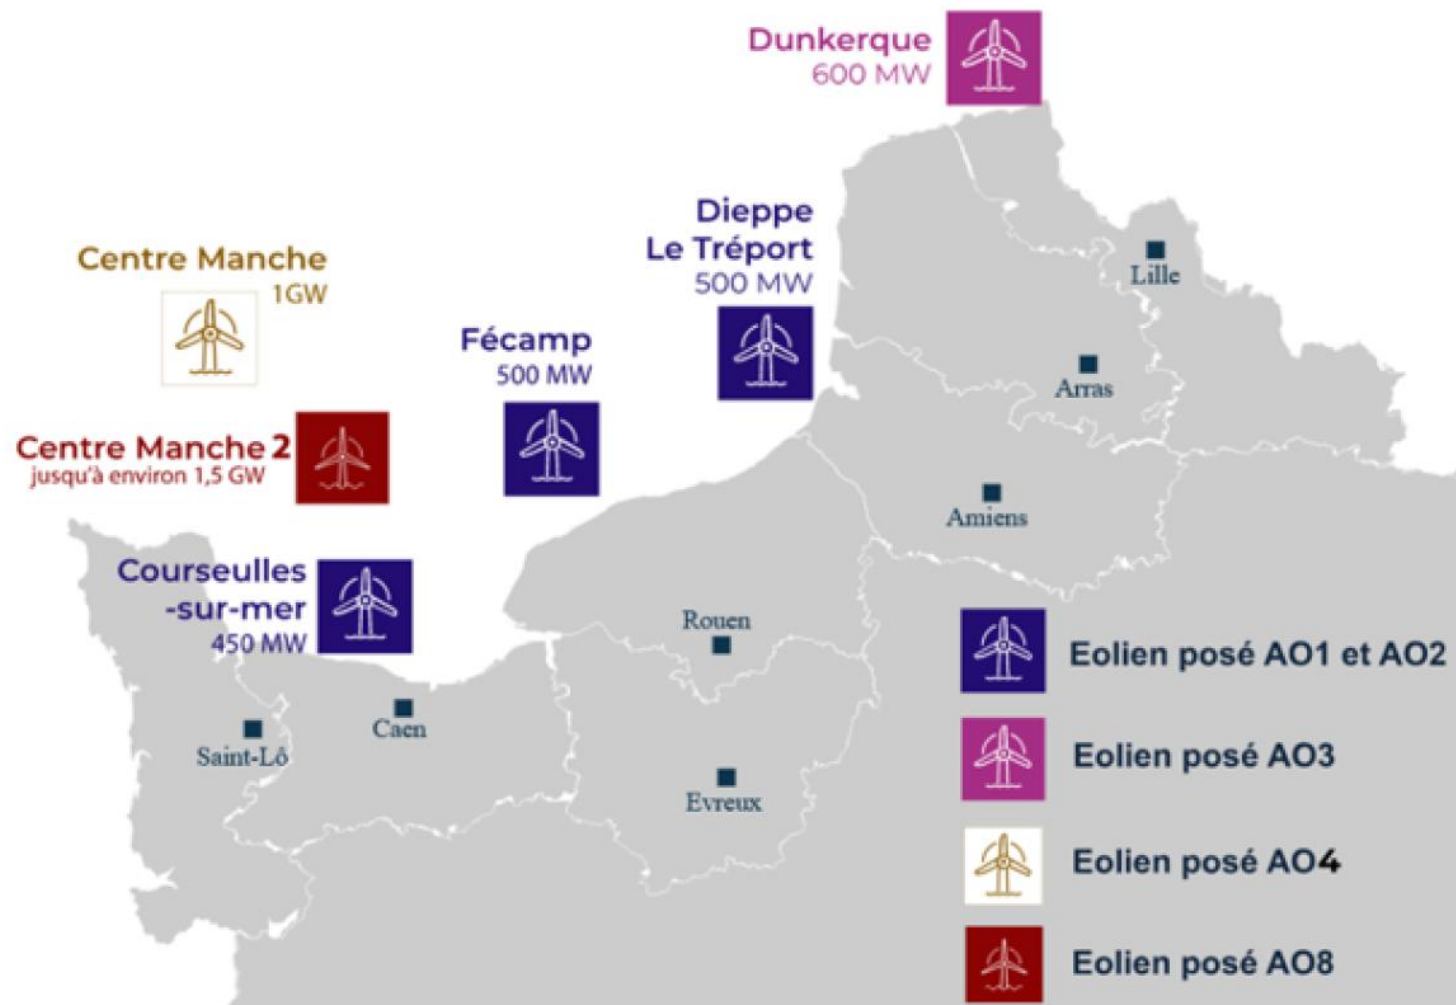 Dunkerque
600 MW
Dieppe
Le Tréport
500 MW
Centre Manche
1GW
Fécamp
500 MW
Centre Manche 2
jusqu'à environ 1,5 GW
Courseulles
-sur-mer
450 MW
Lille
Arras
Amiens
Rouen
Caen
Saint-Lô
Evreux
Eolien posé AO1 et AO2
Eolien posé AO3
Eolien posé AO4
Eolien posé AO8